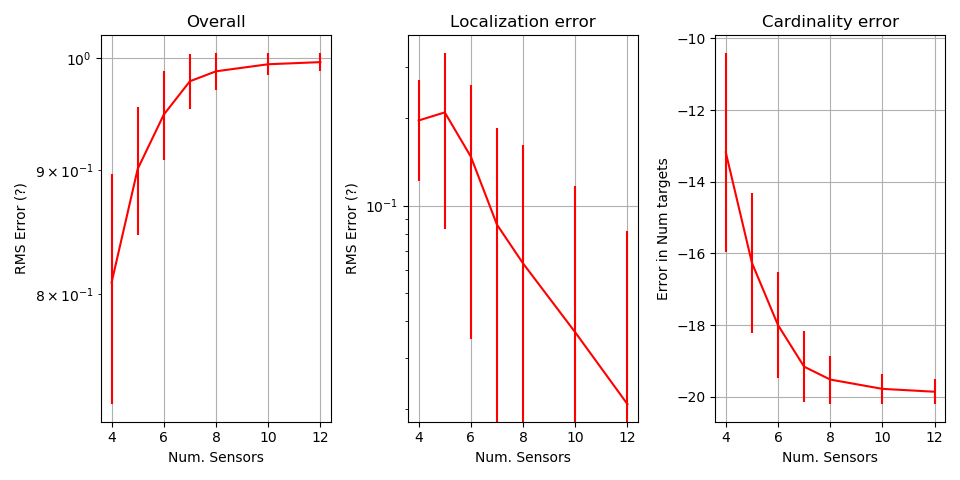 Overall
RMS Error (?)
10⁰
9 × 10⁻¹
8 × 10⁻¹
4 6 8 10 12
Num. Sensors
Localization error
RMS Error (?)
10⁻¹
4 6 8 10 12
Num. Sensors
Cardinality error
Error in Num targets
−10
−12
−14
−16
−18
−20
4 6 8 10 12
Num. Sensors